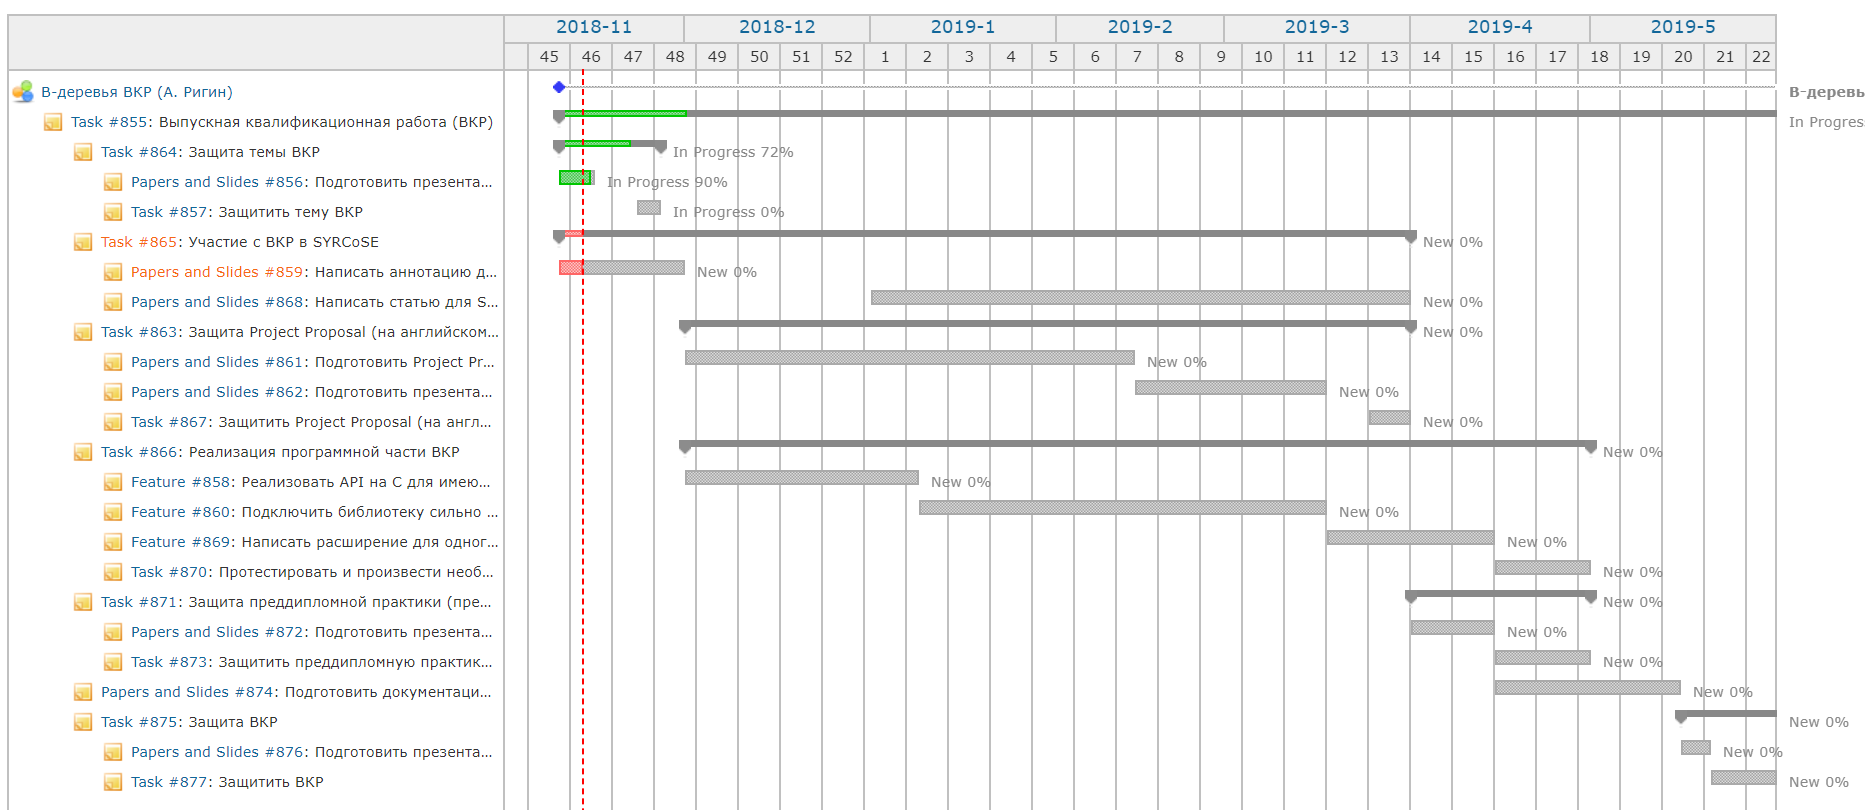 2018-11 2018-12 2019-1 2019-2 2019-3 2019-4 2019-5
45 46 47 48 49 50 51 52 1 2 3 4 5 6 7 8 9 10 11 12 13 14 15 16 17 18 19 20 21 22
В-деревья ВКР (А. Ригин) В-деревь
Task #855: Выпускная квалификационная работа (ВКР) In Progres
Task #864: Защита темы ВКР In Progress 72%
Papers and Slides #856: Подготовить презента... In Progress 90%
Task #857: Защитить тему ВКР In Progress 0%
Task #865: Участие с ВКР в SYRCoSE New 0%
Papers and Slides #859: Написать аннотацию д... New 0%
Papers and Slides #868: Написать статью для S... New 0%
Task #863: Защита Project Proposal (на английском... New 0%
Papers and Slides #861: Подготовить Project Pr... New 0%
Papers and Slides #862: Подготовить презента... New 0%
Task #867: Защитить Project Proposal (на англ... New 0%
Task #866: Реализация программной части ВКР New 0%
Feature #858: Реализовать API на C для имею... New 0%
Feature #860: Подключить библиотеку сильно ... New 0%
Feature #869: Написать расширение для одног... New 0%
Task #870: Протестировать и произвести необ... New 0%
Task #871: Защита преддипломной практики (пре... New 0%
Papers and Slides #872: Подготовить презента... New 0%
Task #873: Защитить преддипломную практик... New 0%
Papers and Slides #874: Подготовить документаци... New 0%
Task #875: Защита ВКР New 0%
Papers and Slides #876: Подготовить презента... New 0%
Task #877: Защитить ВКР New 0%